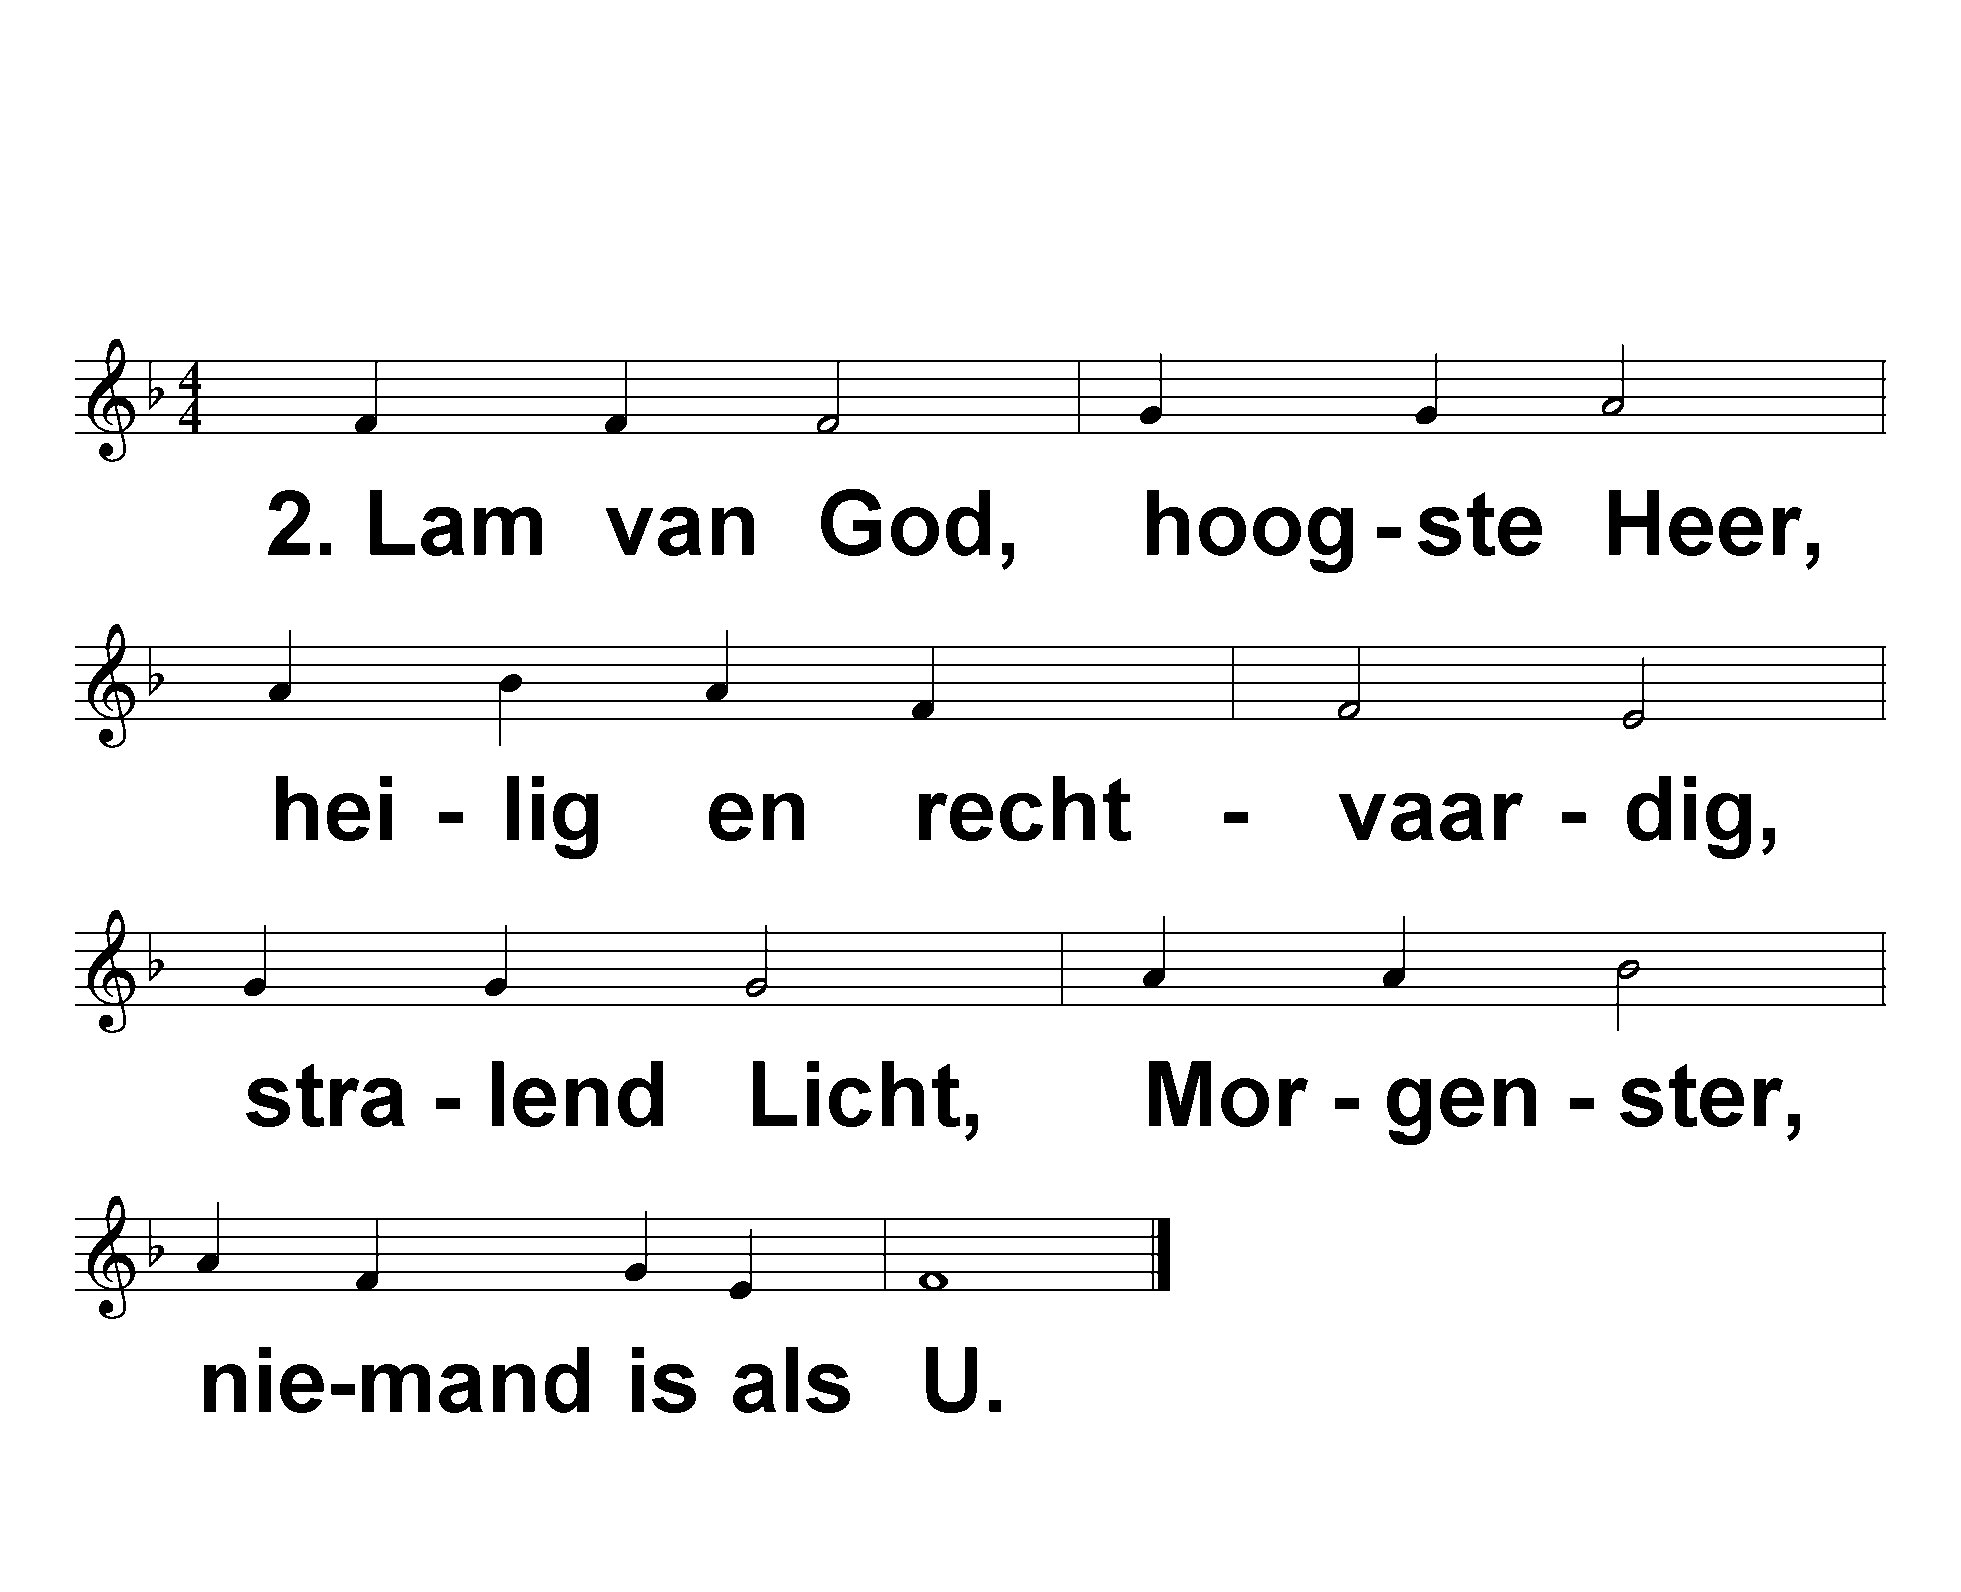 2. Lam van God, hoog-ste Heer,
hei - lig en recht - vaar - dig,
stra - lend Licht, Mor - gen - ster,
nie-mand is als U.